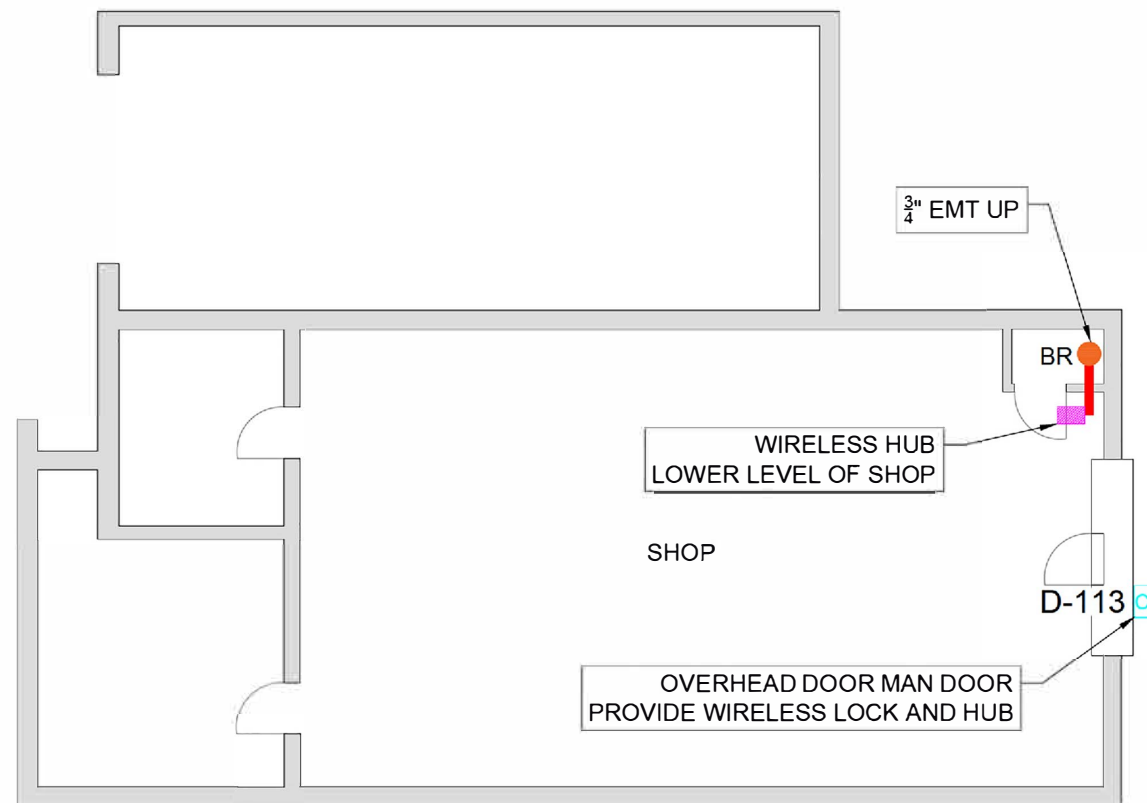 3/4" EMT UP
BR
WIRELESS HUB
LOWER LEVEL OF SHOP
SHOP
D-113
OVERHEAD DOOR MAN DOOR
PROVIDE WIRELESS LOCK AND HUB